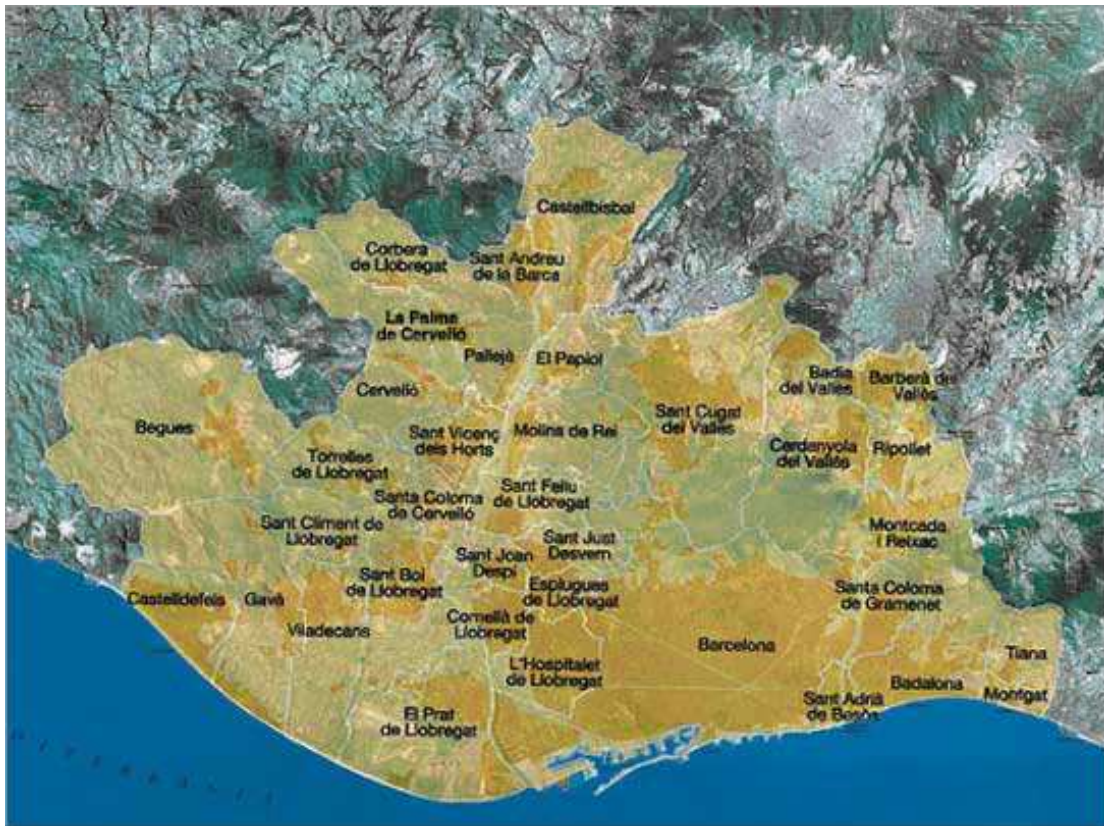 Castellbisbal
Corbera
de Llobregat
Sant Andreu
de la Barca
La Palma
de Cervelló
Pallejà
El Papiol
Badia
del Vallès
Barberà del
Vallès
Cervelló
Begues
Sant Vicenç
dels Horts
Molins de Rei
Sant Cugat
del Vallès
Cerdanyola
del Vallès
Ripollet
Torrelles
de Llobregat
Santa Coloma
de Cervelló
Sant Feliu
de Llobregat
Sant Climent de
Llobregat
Sant Just
Desvern
Montcada
i Reixac
Sant Joan
Despí
Sant Boi
de Llobregat
Esplugues
de Llobregat
Santa Coloma
de Gramenet
Castelldefels
Gavà
Viladecans
Cornellà de
Llobregat
Barcelona
Tiana
L'Hospitalet
de Llobregat
Badalona
Montgat
Sant Adrià
de Besòs
El Prat
de Llobregat